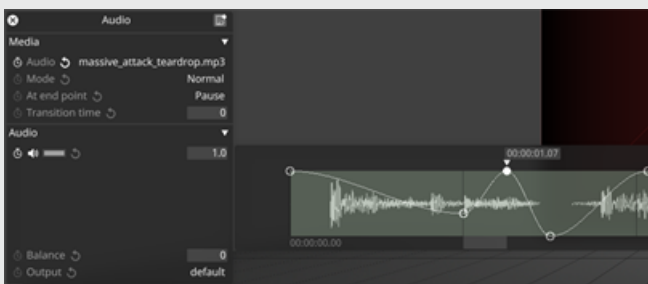 Audio
Media
Audio massive_attack_teardrop.mp3
Mode Normal
At end point Pause
Transition time 0
Audio
1.0
00:00:01.07
00:00:00.00
Balance 0
Output default